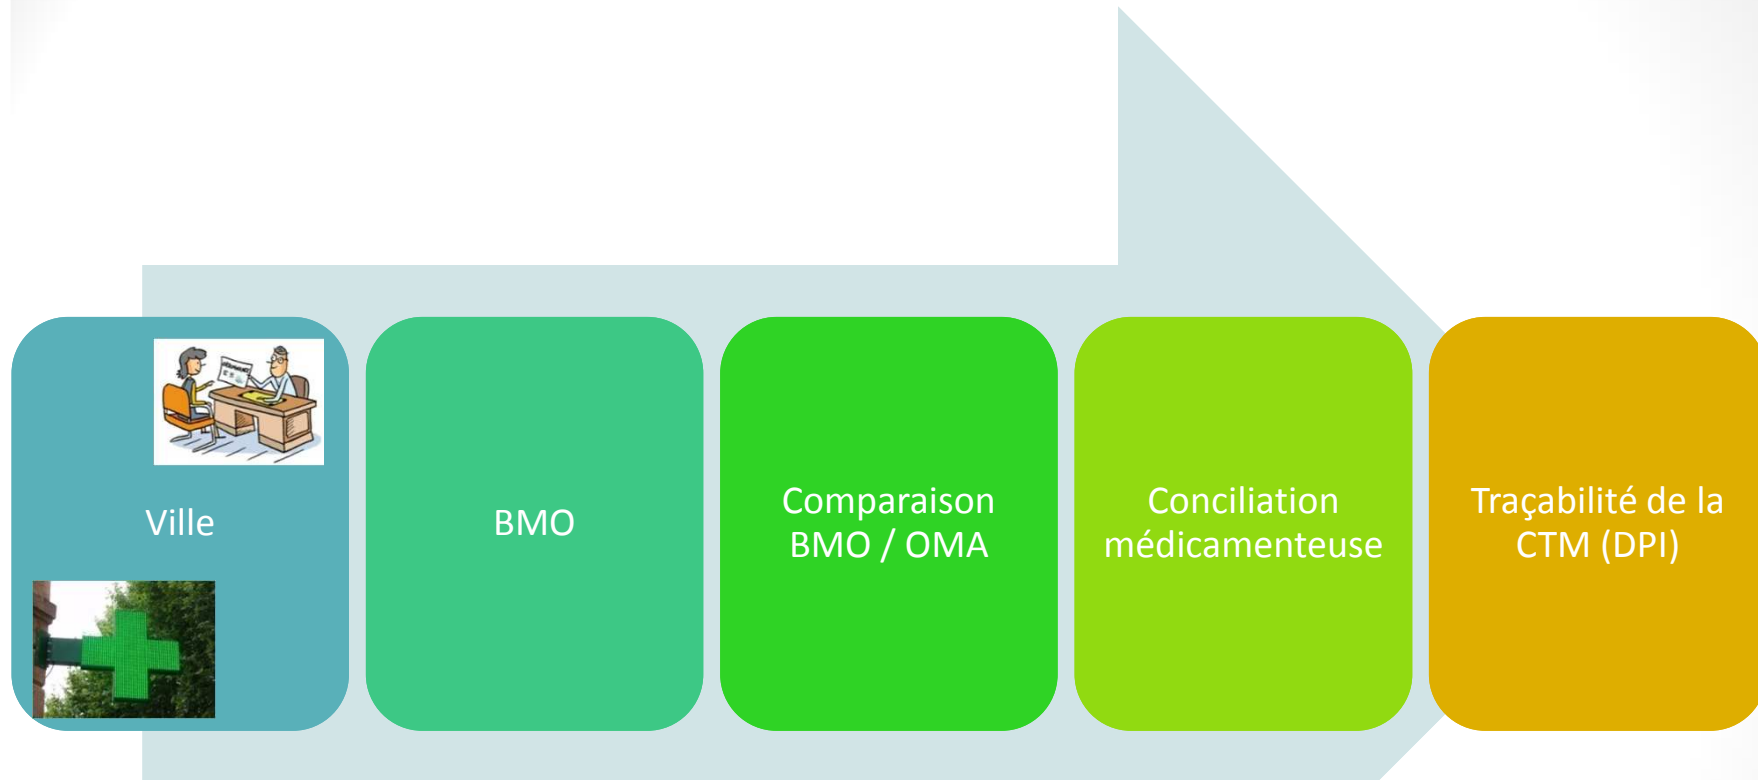 Ville
BMO
Comparaison
BMO / OMA
Conciliation
médicamenteuse
Traçabilité de la
CTM (DPI)